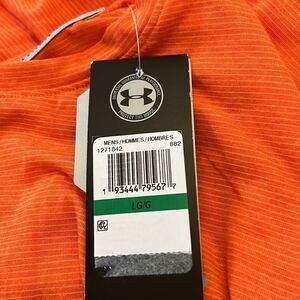 MENS/HOMMES/HOMBRES
1271842 882
1 93444 79567 7
LG/G